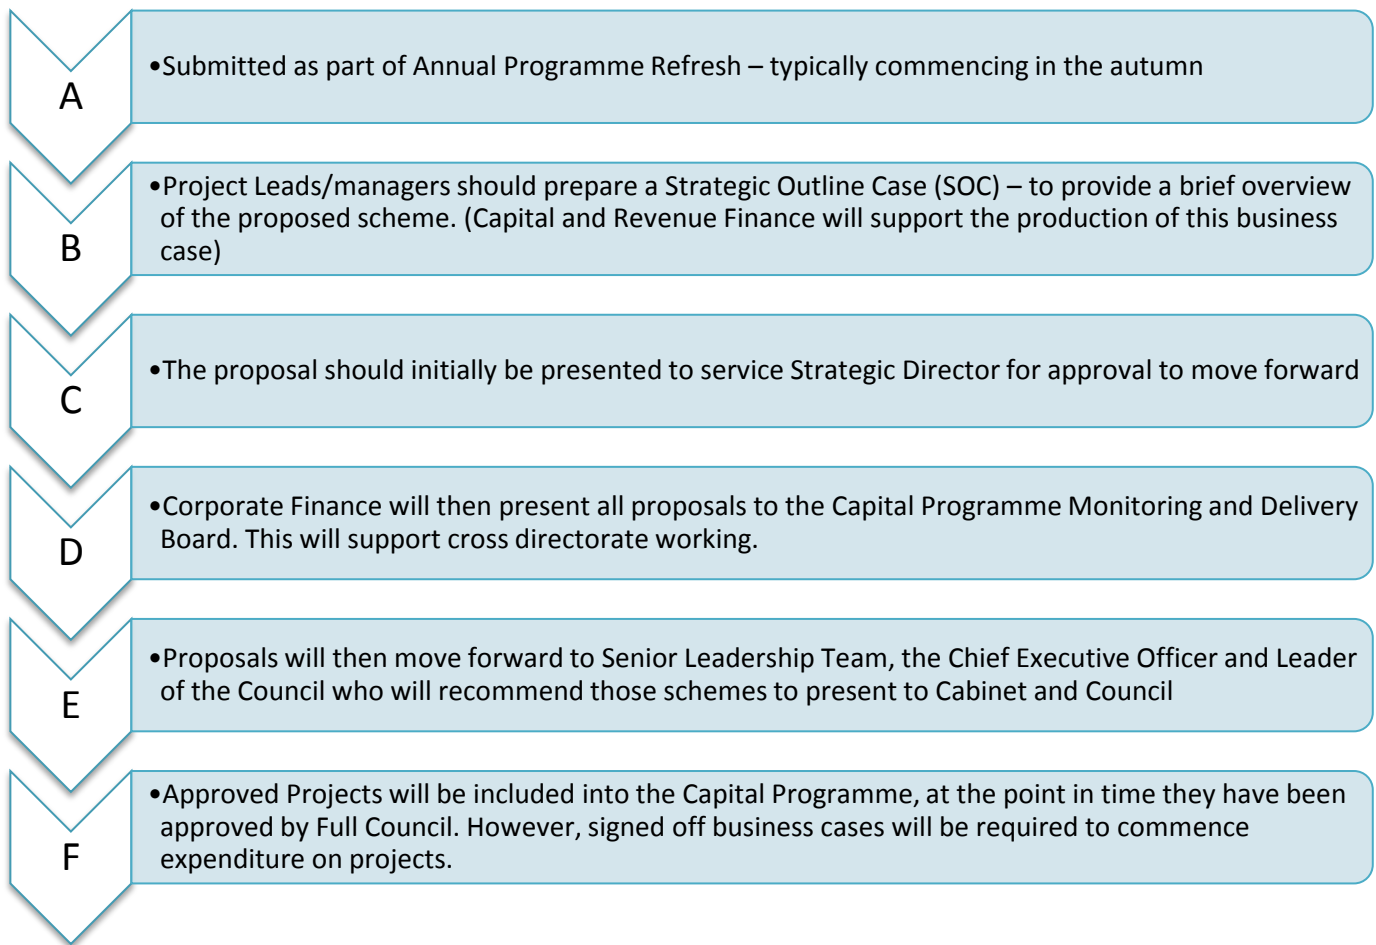 A
•Submitted as part of Annual Programme Refresh – typically commencing in the autumn
B
•Project Leads/managers should prepare a Strategic Outline Case (SOC) – to provide a brief overview
of the proposed scheme. (Capital and Revenue Finance will support the production of this business
case)
C
•The proposal should initially be presented to service Strategic Director for approval to move forward
D
•Corporate Finance will then present all proposals to the Capital Programme Monitoring and Delivery
Board. This will support cross directorate working.
E
•Proposals will then move forward to Senior Leadership Team, the Chief Executive Officer and Leader
of the Council who will recommend those schemes to present to Cabinet and Council
F
•Approved Projects will be included into the Capital Programme, at the point in time they have been
approved by Full Council. However, signed off business cases will be required to commence
expenditure on projects.